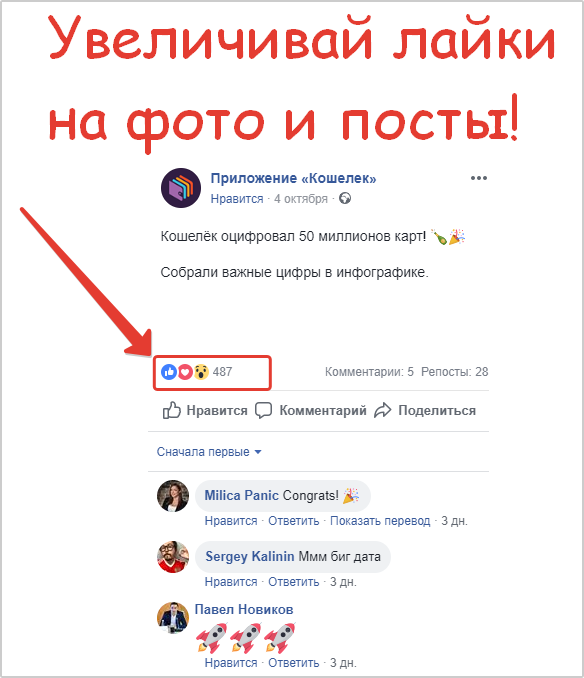 Увеличивай лайки
на фото и посты!
Приложение «Кошелек»
Нравится · 4 октября ·
Кошелёк оцифровал 50 миллионов карт! 🍾🎉
Собрали важные цифры в инфографике.
487 Комментарии: 5 Репосты: 28
Нравится Комментарий Поделиться
Сначала первые
Milica Panic Congrats! 🎉
Нравится · Ответить · Показать перевод · 3 дн.
Sergey Kalinin Ммм биг дата
Нравится · Ответить · 3 дн.
Павел Новиков
🚀🚀🚀
Нравится · Ответить · 3 дн.